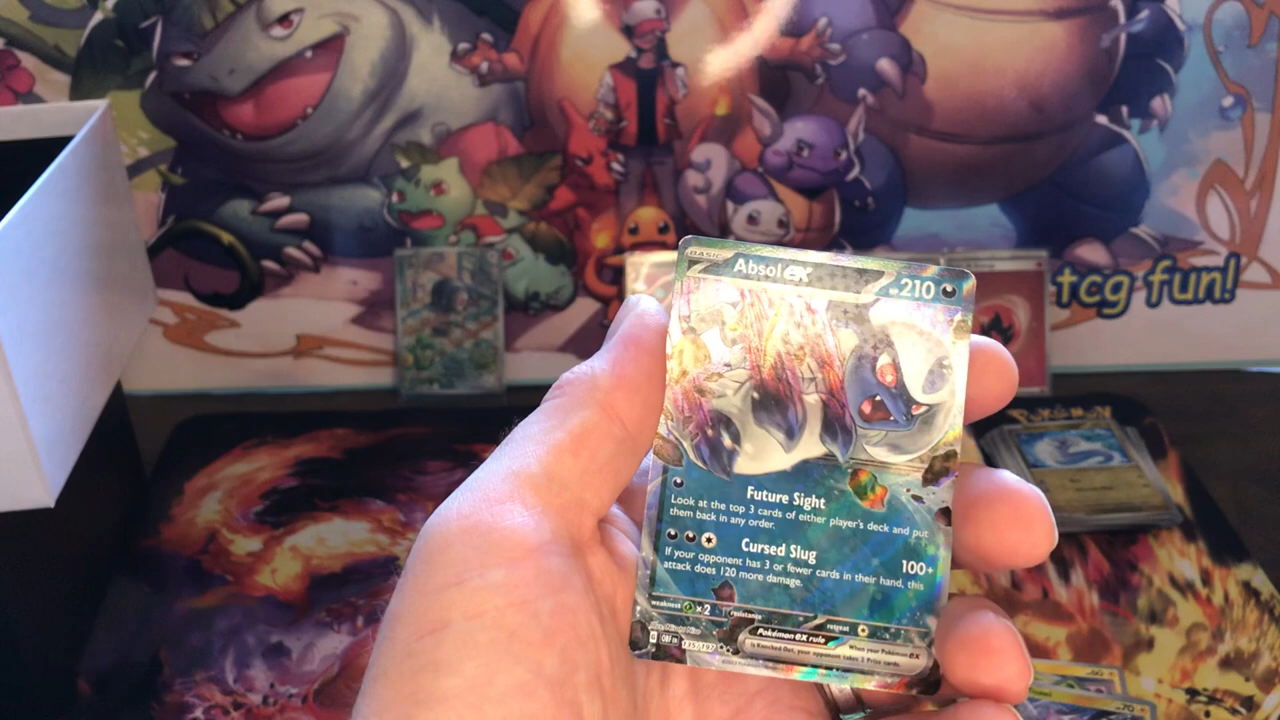 BASIC
Absol ex
HP 210
tcg fun!
POKéMON
Future Sight
Look at the top 3 cards of either player's deck and put
them back in any order.
Cursed Slug 100+
If your opponent has 3 or fewer cards in their hand, this
attack does 120 more damage.
weakness ×2 resistance retreat
Pokémon ex rule
When your Pokémon ex
is Knocked Out, your opponent takes 2 Prize cards.
G OBF EN 135/197
70